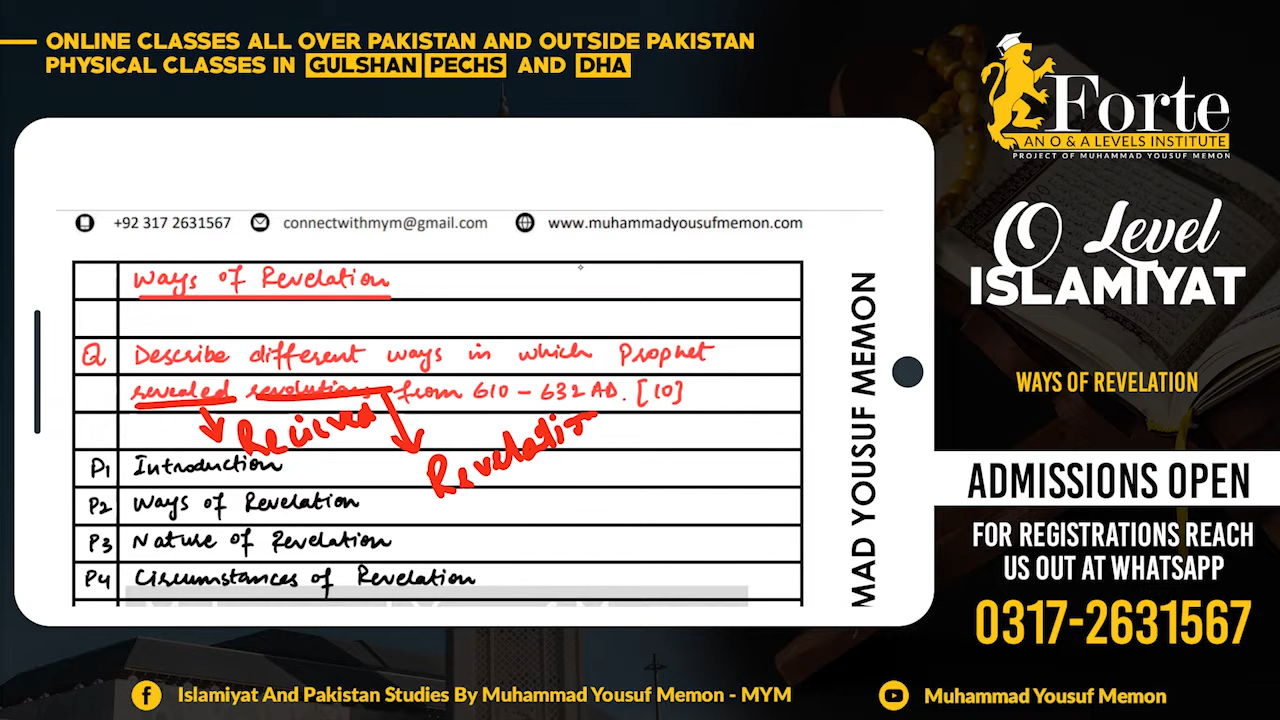 ONLINE CLASSES ALL OVER PAKISTAN AND OUTSIDE PAKISTAN
PHYSICAL CLASSES IN GULSHAN PECHS AND DHA
Forte
AN O & A LEVELS INSTITUTE
PROJECT OF MUHAMMAD YOUSUF MEMON
O Level
ISLAMIYAT
WAYS OF REVELATION
ADMISSIONS OPEN
FOR REGISTRATIONS REACH
US OUT AT WHATSAPP
0317-2631567
+92 317 2631567 connectwithmym@gmail.com www.muhammadyousufmemon.com
Ways of Revelation
Q Describe different ways in which Prophet
revealed revolutions from 610 - 632 AD. [10]
Recieved
Revelation
P1 Introduction
P2 Ways of Revelation
P3 Nature of Revelation
P4 Circumstances of Revelation
MAD YOUSUF MEMON
Islamiyat And Pakistan Studies By Muhammad Yousuf Memon - MYM
Muhammad Yousuf Memon